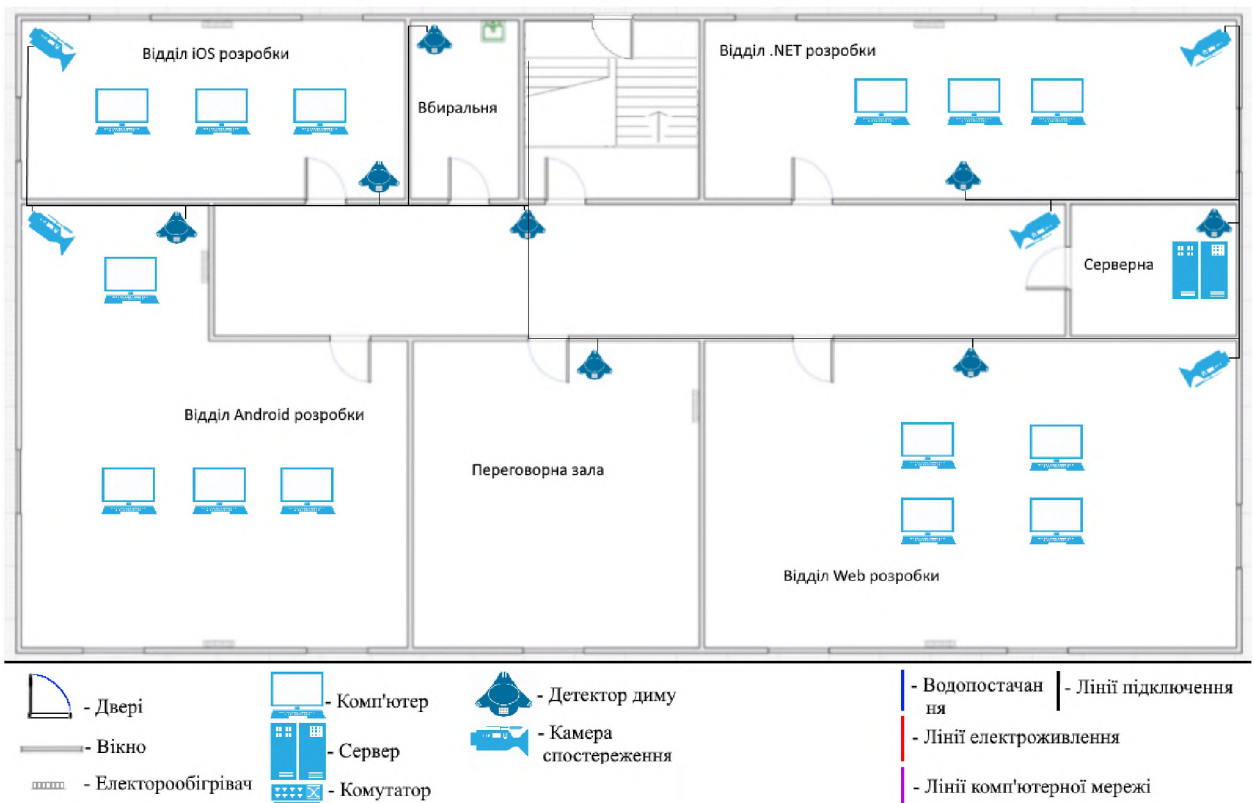 Відділ iOS розробки
Відділ .NET розробки
Вбиральня
Серверна
Відділ Android розробки
Переговорна зала
Відділ Web розробки
- Двері
- Комп'ютер
- Детектор диму
- Водопостачан
ня
- Лінії підключення
- Вікно
- Сервер
- Камера
спостереження
- Лінії електроживлення
- Електорообігрівач
- Комутатор
- Лінії комп'ютерної мережі